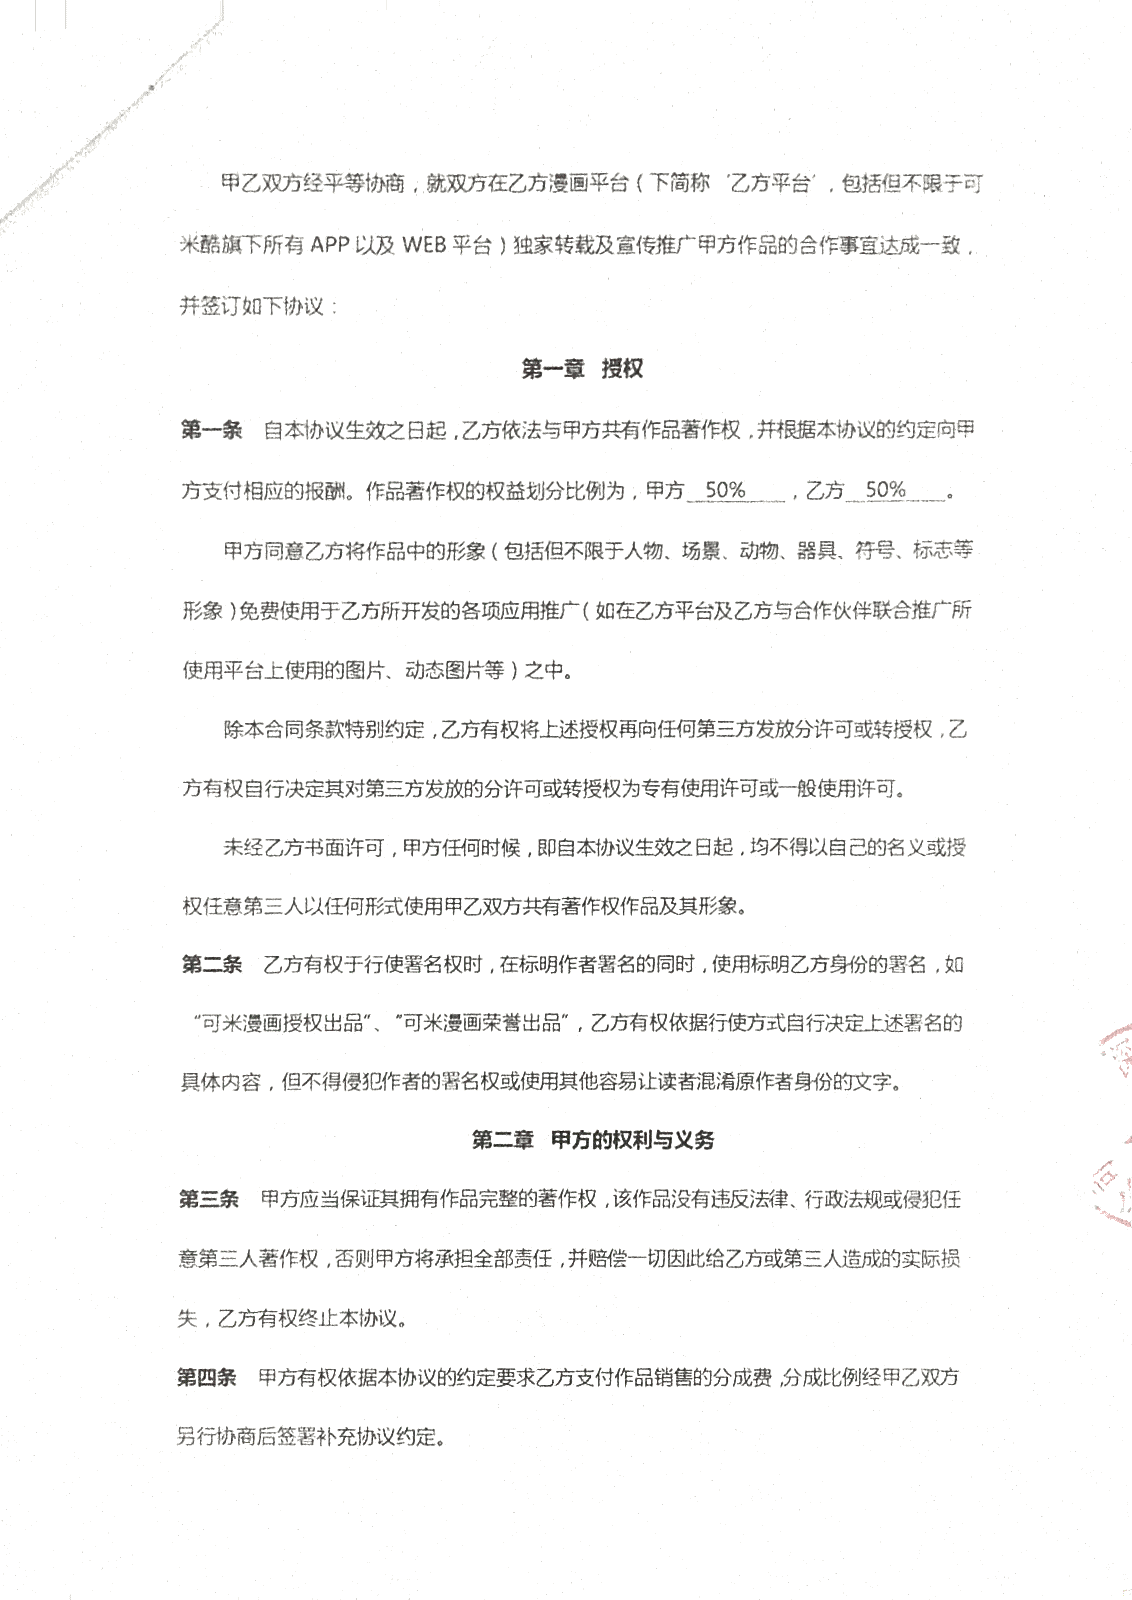 甲乙双方经平等协商，就双方在乙方漫画平台（下简称‘乙方平台’，包括但不限于可
米酷旗下所有 APP 以及 WEB 平台）独家转载及宣传推广甲方作品的合作事宜达成一致，
并签订如下协议：
第一章 授权
第一条 自本协议生效之日起，乙方依法与甲方共有作品著作权，并根据本协议的约定向甲
方支付相应的报酬。作品著作权的权益划分比例为，甲方 50% ，乙方 50% 。
甲方同意乙方将作品中的形象（包括但不限于人物、场景、动物、器具、符号、标志等
形象）免费使用于乙方所开发的各项应用推广（如在乙方平台及乙方与合作伙伴联合推广所
使用平台上使用的图片、动态图片等）之中。
除本合同条款特别约定，乙方有权将上述授权再向任何第三方发放分许可或转授权，乙
方有权自行决定其对第三方发放的分许可或转授权为专有使用许可或一般使用许可。
未经乙方书面许可，甲方任何时候，即自本协议生效之日起，均不得以自己的名义或授
权任意第三人以任何形式使用甲乙双方共有著作权作品及其形象。
第二条 乙方有权于行使署名权时，在标明作者署名的同时，使用标明乙方身份的署名，如
“可米漫画授权出品”、“可米漫画荣誉出品”，乙方有权依据行使方式自行决定上述署名的
具体内容，但不得侵犯作者的署名权或使用其他容易让读者混淆原作者身份的文字。
第二章 甲方的权利与义务
第三条 甲方应当保证其拥有作品完整的著作权，该作品没有违反法律、行政法规或侵犯任
意第三人著作权，否则甲方将承担全部责任，并赔偿一切因此给乙方或第三人造成的实际损
失，乙方有权终止本协议。
第四条 甲方有权依据本协议的约定要求乙方支付作品销售的分成费，分成比例经甲乙双方
另行协商后签署补充协议约定。